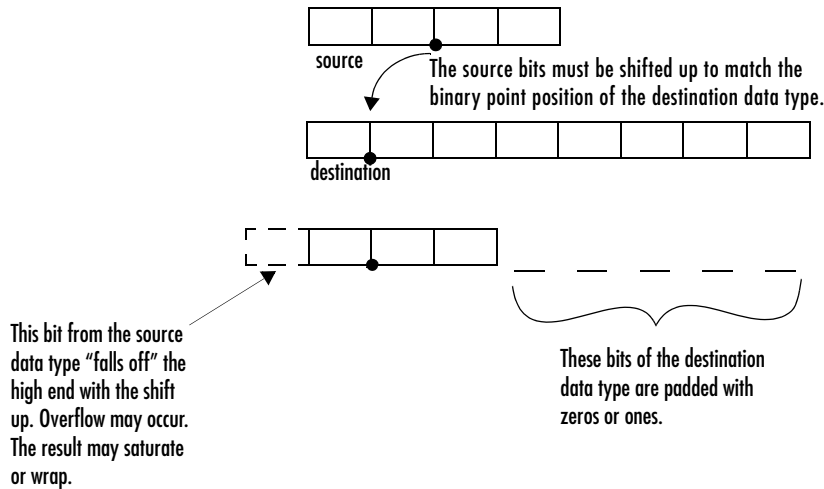 source
The source bits must be shifted up to match the
binary point position of the destination data type.
destination
This bit from the source
data type “falls off” the
high end with the shift
up. Overflow may occur.
The result may saturate
or wrap.
These bits of the destination
data type are padded with
zeros or ones.